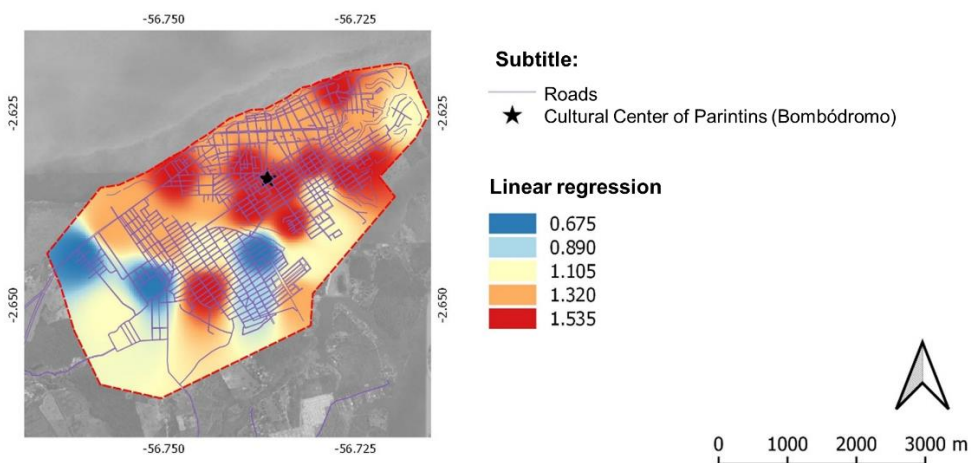 -56.750
-56.725
-2.625
-2.650
-2.625
-2.650
-56.750
-56.725
Subtitle:
Roads
Cultural Center of Parintins (Bombódromo)
Linear regression
0.675
0.890
1.105
1.320
1.535
0 1000 2000 3000 m